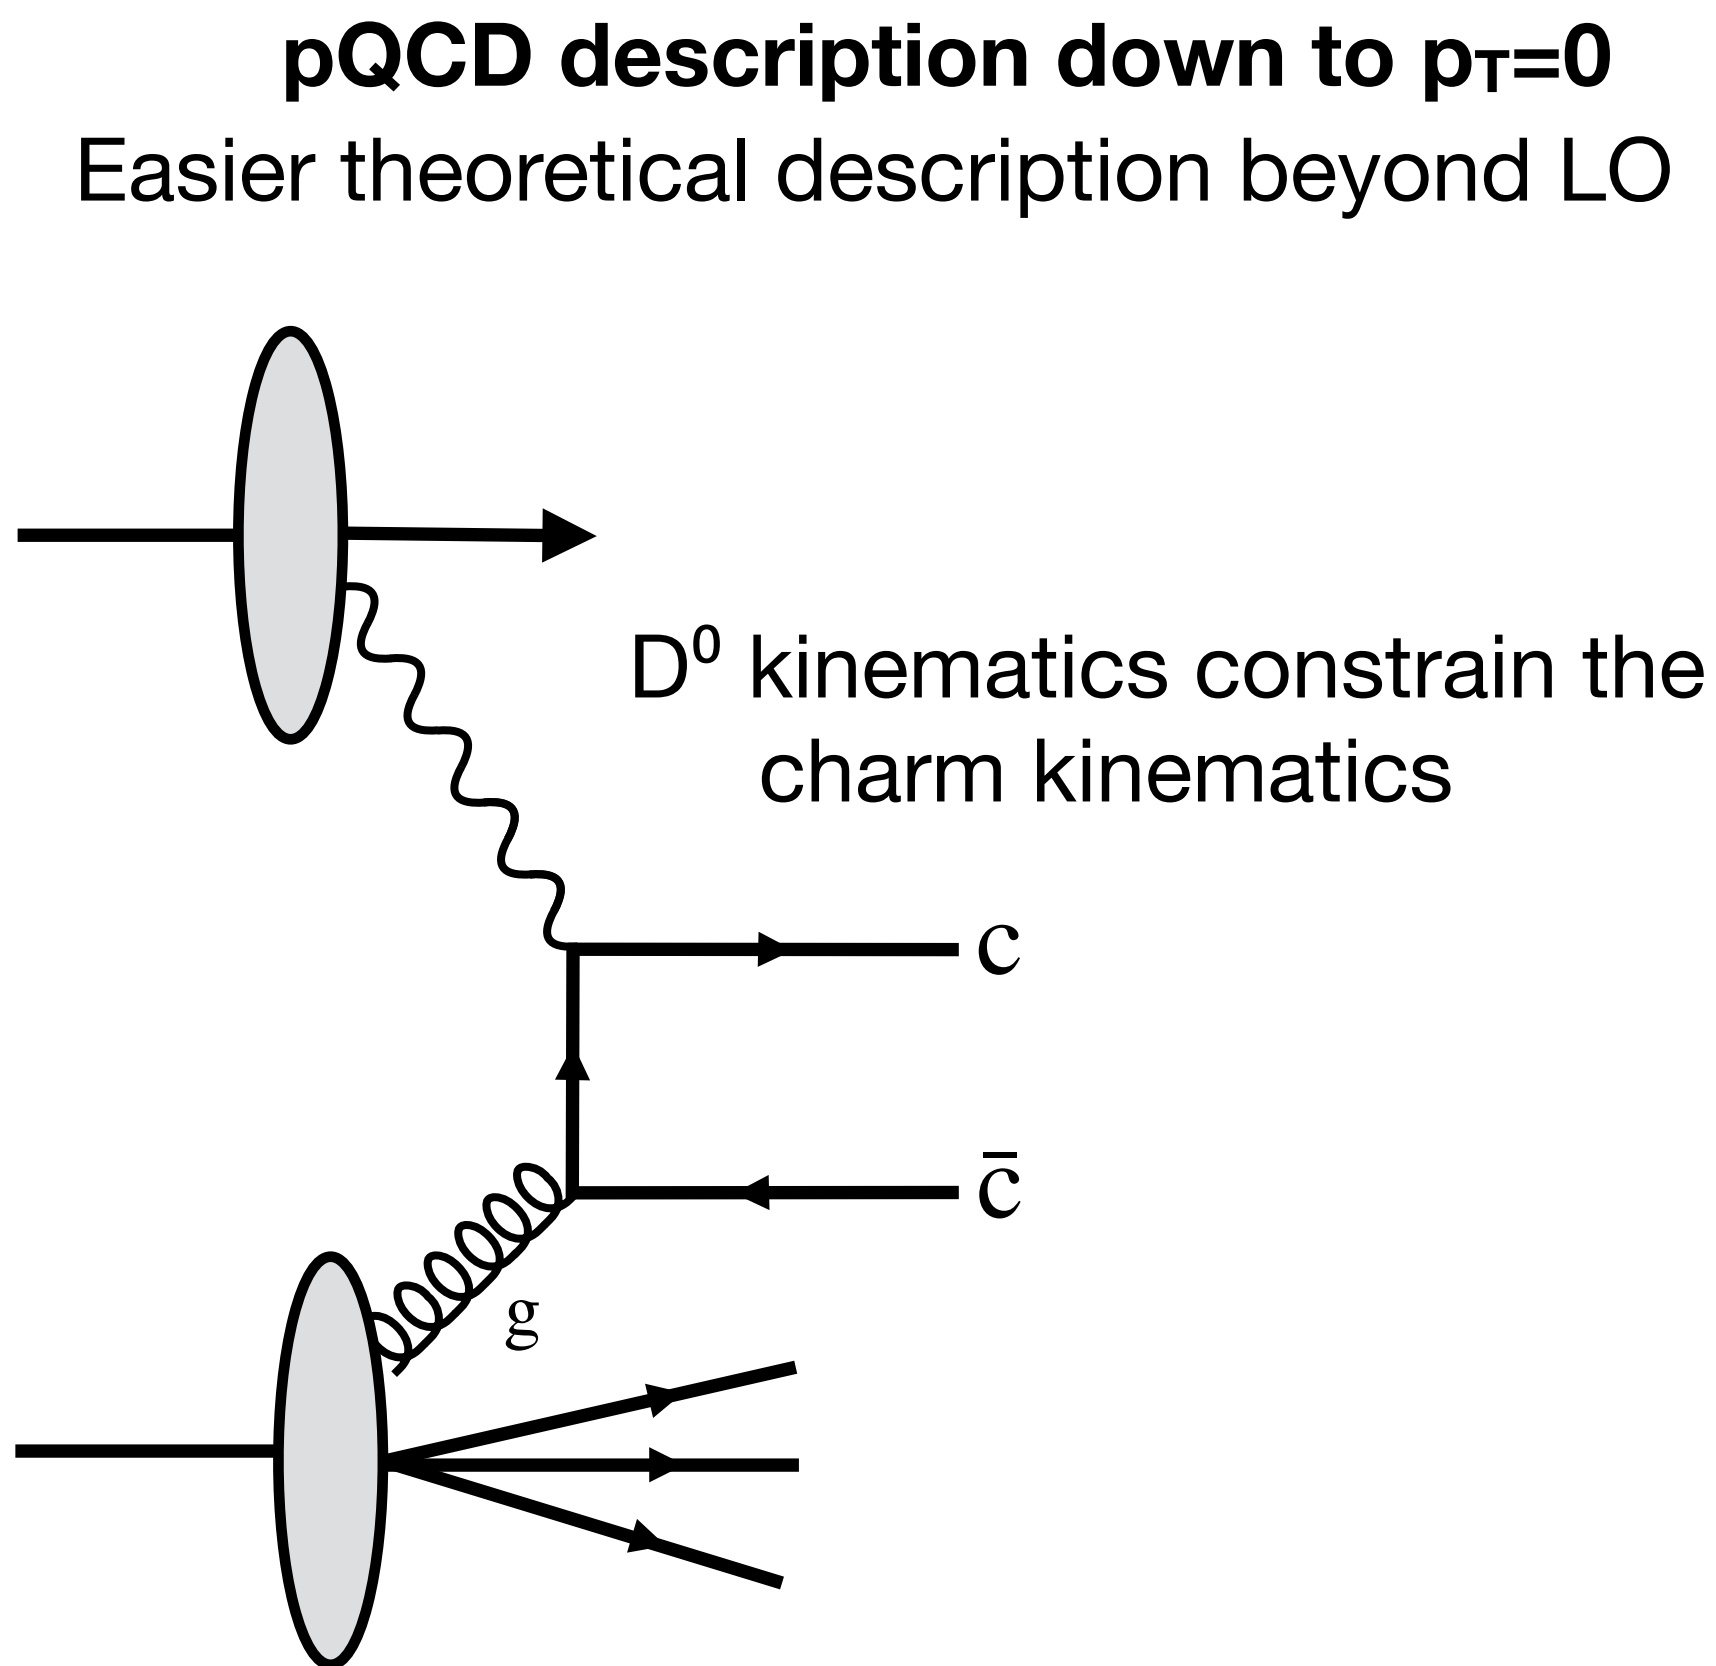 pQCD description down to pT=0
Easier theoretical description beyond LO
D⁰ kinematics constrain the
charm kinematics
c
c̄
g